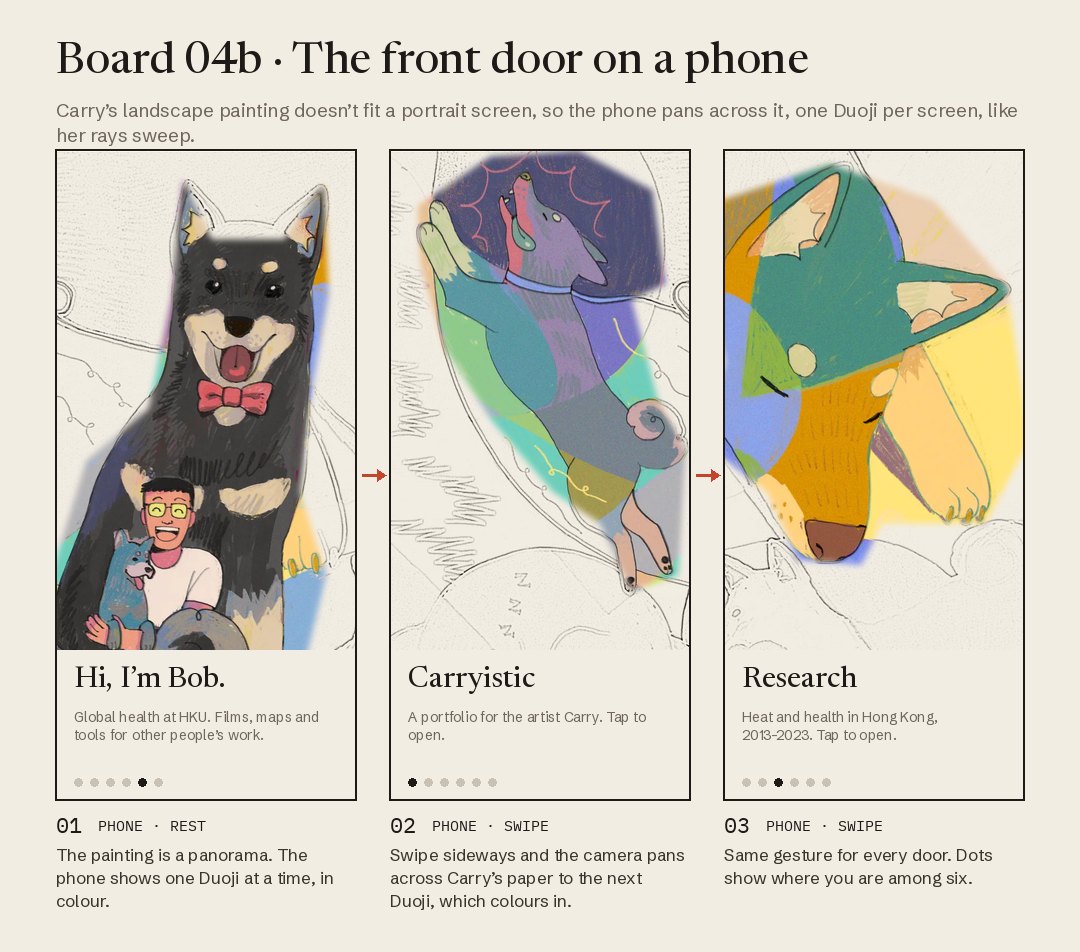 Board 04b · The front door on a phone
Carry’s landscape painting doesn’t fit a portrait screen, so the phone pans across it, one Duoji per screen, like
her rays sweep.
z
z
z
Hi, I’m Bob.
Global health at HKU. Films, maps and
tools for other people’s work.
Carryistic
A portfolio for the artist Carry. Tap to
open.
Research
Heat and health in Hong Kong,
2013–2023. Tap to open.
01 PHONE · REST
The painting is a panorama. The
phone shows one Duoji at a time, in
colour.
02 PHONE · SWIPE
Swipe sideways and the camera pans
across Carry’s paper to the next
Duoji, which colours in.
03 PHONE · SWIPE
Same gesture for every door. Dots
show where you are among six.